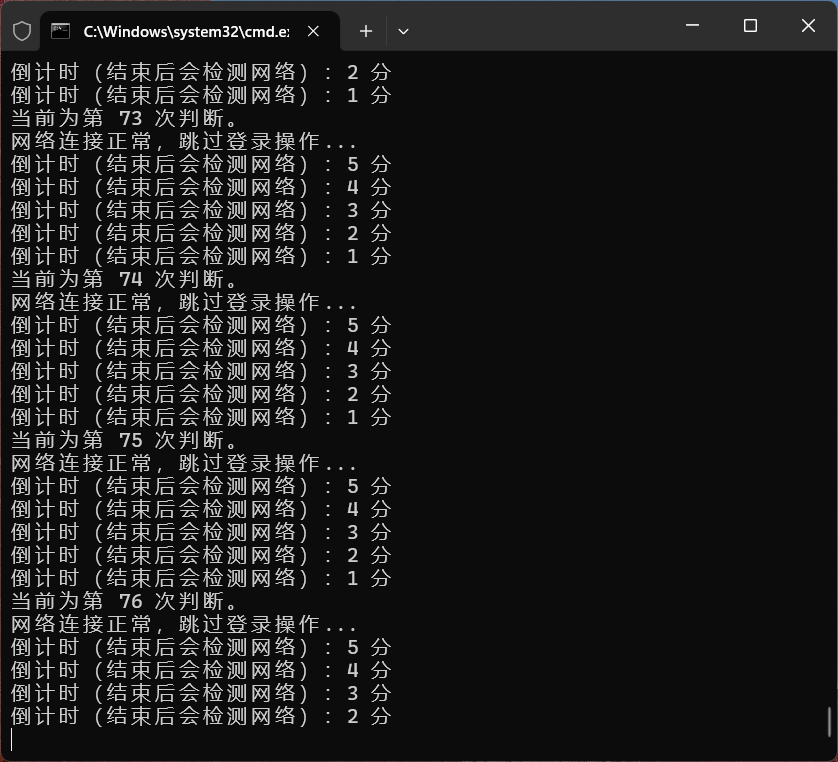 C:\Windows\system32\cmd.e
倒计时（结束后会检测网络）: 2 分
倒计时（结束后会检测网络）: 1 分
当前为第 73 次判断。
网络连接正常, 跳过登录操作...
倒计时（结束后会检测网络）: 5 分
倒计时（结束后会检测网络）: 4 分
倒计时（结束后会检测网络）: 3 分
倒计时（结束后会检测网络）: 2 分
倒计时（结束后会检测网络）: 1 分
当前为第 74 次判断。
网络连接正常, 跳过登录操作...
倒计时（结束后会检测网络）: 5 分
倒计时（结束后会检测网络）: 4 分
倒计时（结束后会检测网络）: 3 分
倒计时（结束后会检测网络）: 2 分
倒计时（结束后会检测网络）: 1 分
当前为第 75 次判断。
网络连接正常, 跳过登录操作...
倒计时（结束后会检测网络）: 5 分
倒计时（结束后会检测网络）: 4 分
倒计时（结束后会检测网络）: 3 分
倒计时（结束后会检测网络）: 2 分
倒计时（结束后会检测网络）: 1 分
当前为第 76 次判断。
网络连接正常, 跳过登录操作...
倒计时（结束后会检测网络）: 5 分
倒计时（结束后会检测网络）: 4 分
倒计时（结束后会检测网络）: 3 分
倒计时（结束后会检测网络）: 2 分